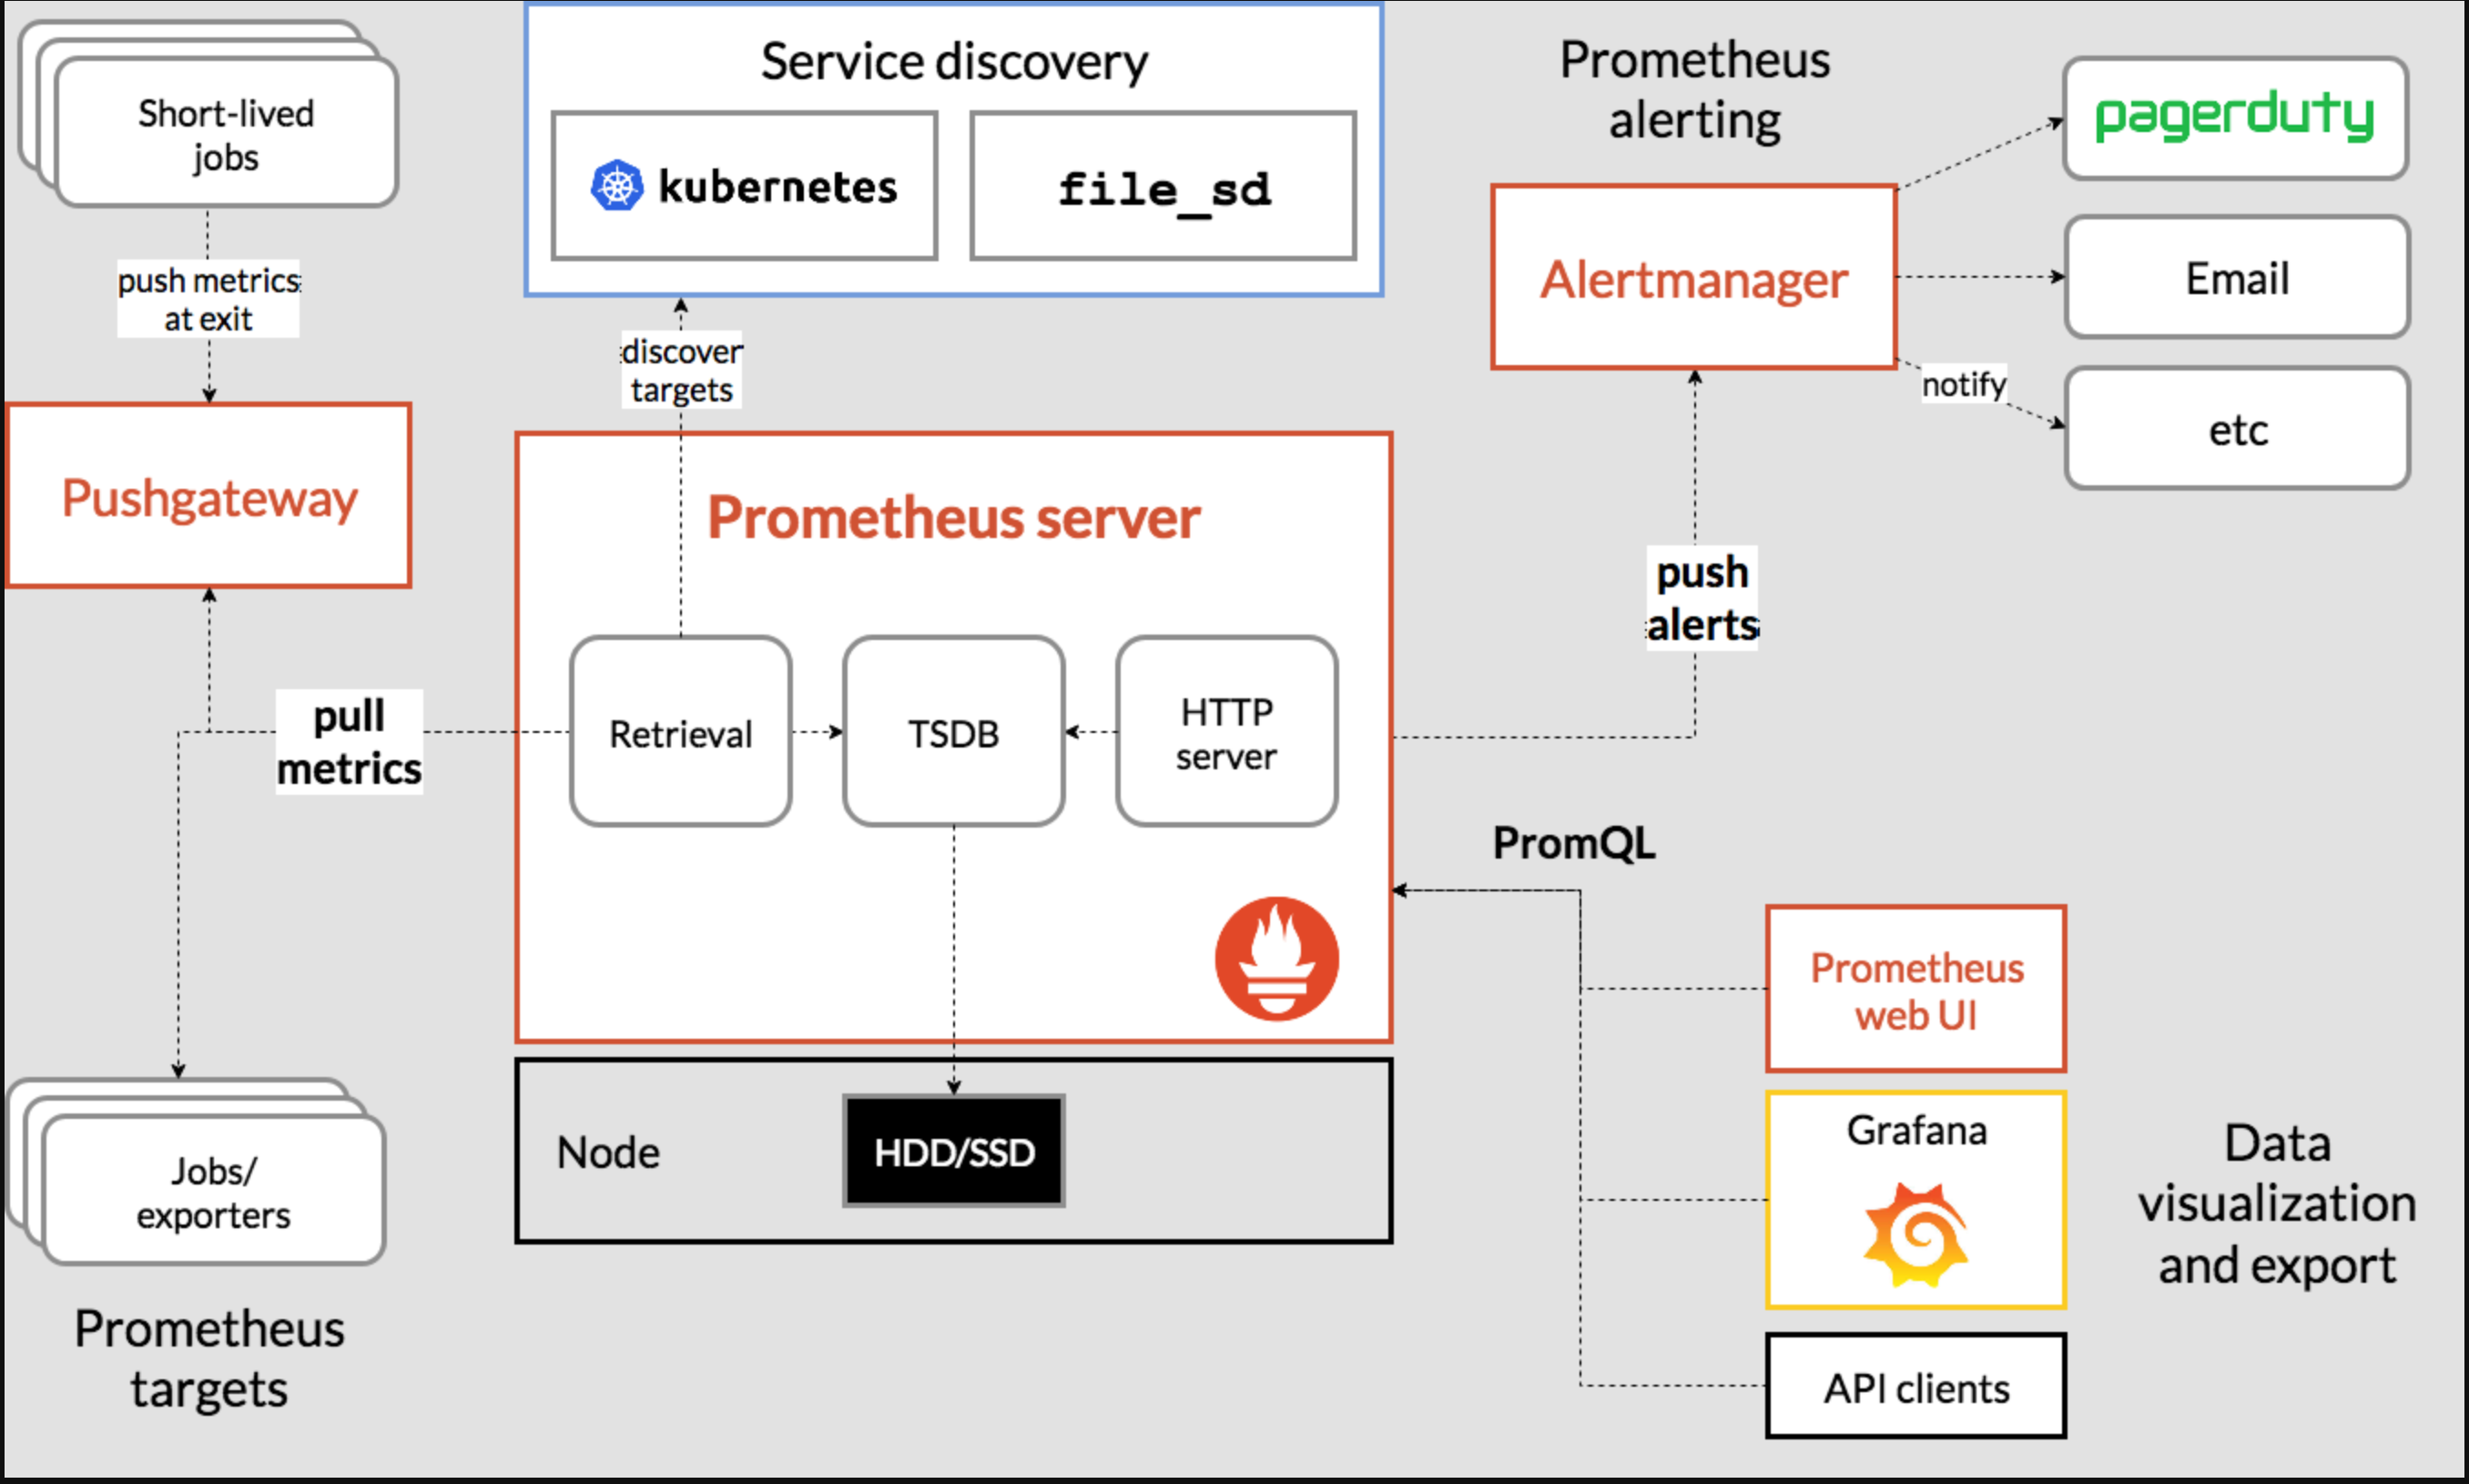 Short-lived
jobs
push metrics
at exit
Pushgateway
pull
metrics
Jobs/
exporters
Prometheus
targets
Service discovery
kubernetes
file_sd
discover
targets
Prometheus server
Retrieval
TSDB
HTTP
server
Node
HDD/SSD
Prometheus
alerting
Alertmanager
pagerduty
Email
notify
etc
push
alerts
PromQL
Prometheus
web UI
Grafana
API clients
Data
visualization
and export